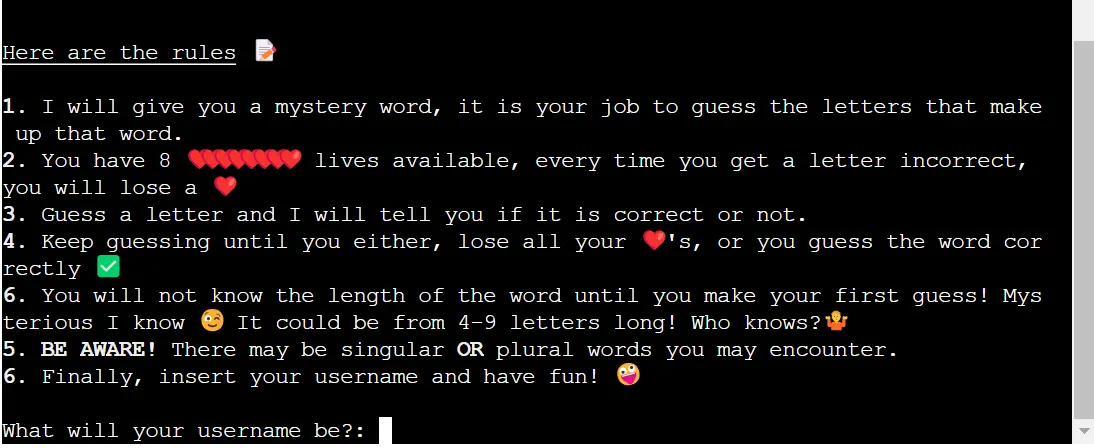 Here are the rules 📝
1. I will give you a mystery word, it is your job to guess the letters that make
up that word.
2. You have 8 ❤️❤️❤️❤️❤️❤️❤️❤️ lives available, every time you get a letter incorrect,
you will lose a ❤️
3. Guess a letter and I will tell you if it is correct or not.
4. Keep guessing until you either, lose all your ❤️'s, or you guess the word cor
rectly ✅
6. You will not know the length of the word until you make your first guess! Mys
terious I know 😉 It could be from 4-9 letters long! Who knows?🤷
5. BE AWARE! There may be singular OR plural words you may encounter.
6. Finally, insert your username and have fun! 🤪
What will your username be?: